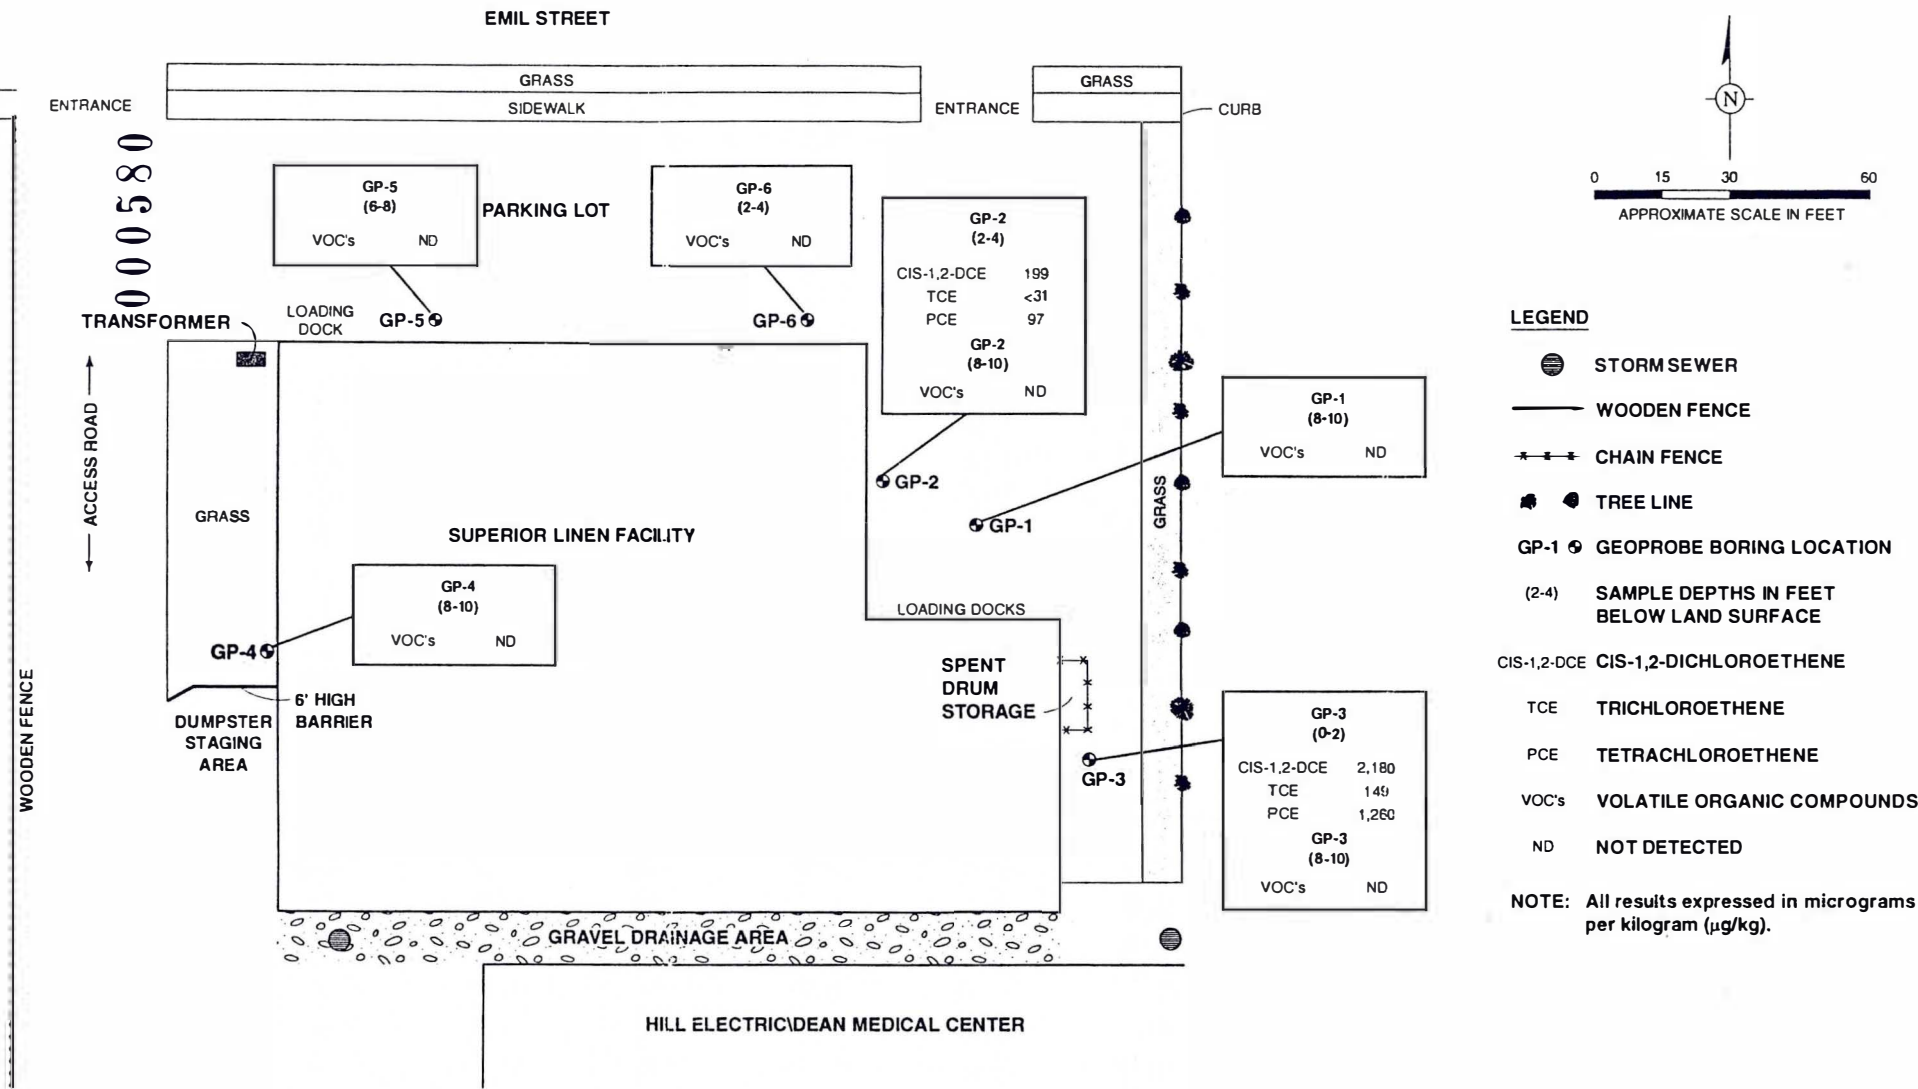 EMIL STREET
GRASS
SIDEWALK
ENTRANCE
ENTRANCE
GRASS
CURB
N
0 15 30 60
APPROXIMATE SCALE IN FEET
000580
GP-5
(6-8)
VOC's ND
PARKING LOT
GP-6
(2-4)
VOC's ND
GP-2
(2-4)
CIS-1,2-DCE 199
TCE <31
PCE 97
GP-2
(8-10)
VOC's ND
TRANSFORMER
LOADING
DOCK
GP-5
GP-6
GP-1
(8-10)
VOC's ND
ACCESS ROAD
GRASS
GP-2
GP-1
GRASS
SUPERIOR LINEN FACILITY
GP-4
(8-10)
VOC's ND
LOADING DOCKS
GP-4
6' HIGH
BARRIER
DUMPSTER
STAGING
AREA
WOODEN FENCE
SPENT
DRUM
STORAGE
GP-3
GP-3
(0-2)
CIS-1,2-DCE 2,180
TCE 149
PCE 1,260
GP-3
(8-10)
VOC's ND
GRAVEL DRAINAGE AREA
HILL ELECTRIC\DEAN MEDICAL CENTER
LEGEND
STORM SEWER
WOODEN FENCE
CHAIN FENCE
TREE LINE
GP-1 GEOPROBE BORING LOCATION
(2-4) SAMPLE DEPTHS IN FEET
BELOW LAND SURFACE
CIS-1,2-DCE CIS-1,2-DICHLOROETHENE
TCE TRICHLOROETHENE
PCE TETRACHLOROETHENE
VOC's VOLATILE ORGANIC COMPOUNDS
ND NOT DETECTED
NOTE: All results expressed in micrograms
per kilogram (µg/kg).